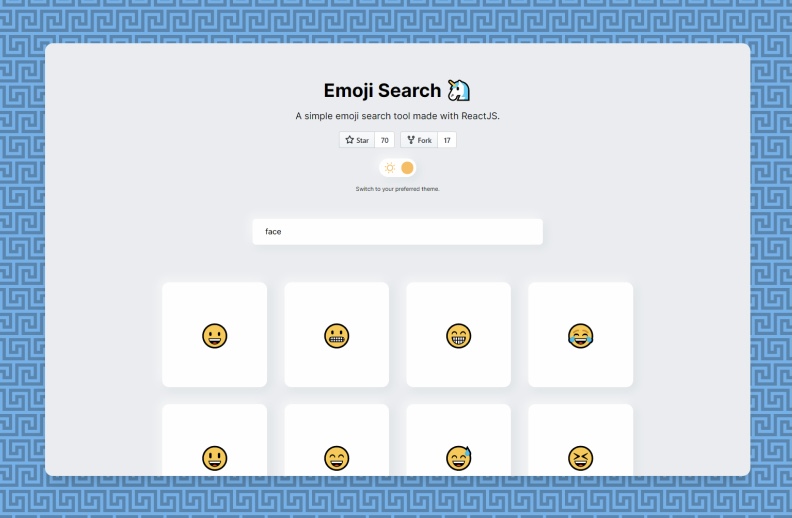 Emoji Search 🦄
A simple emoji search tool made with ReactJS.
Star 70 Fork 17
Switch to your preferred theme.
face